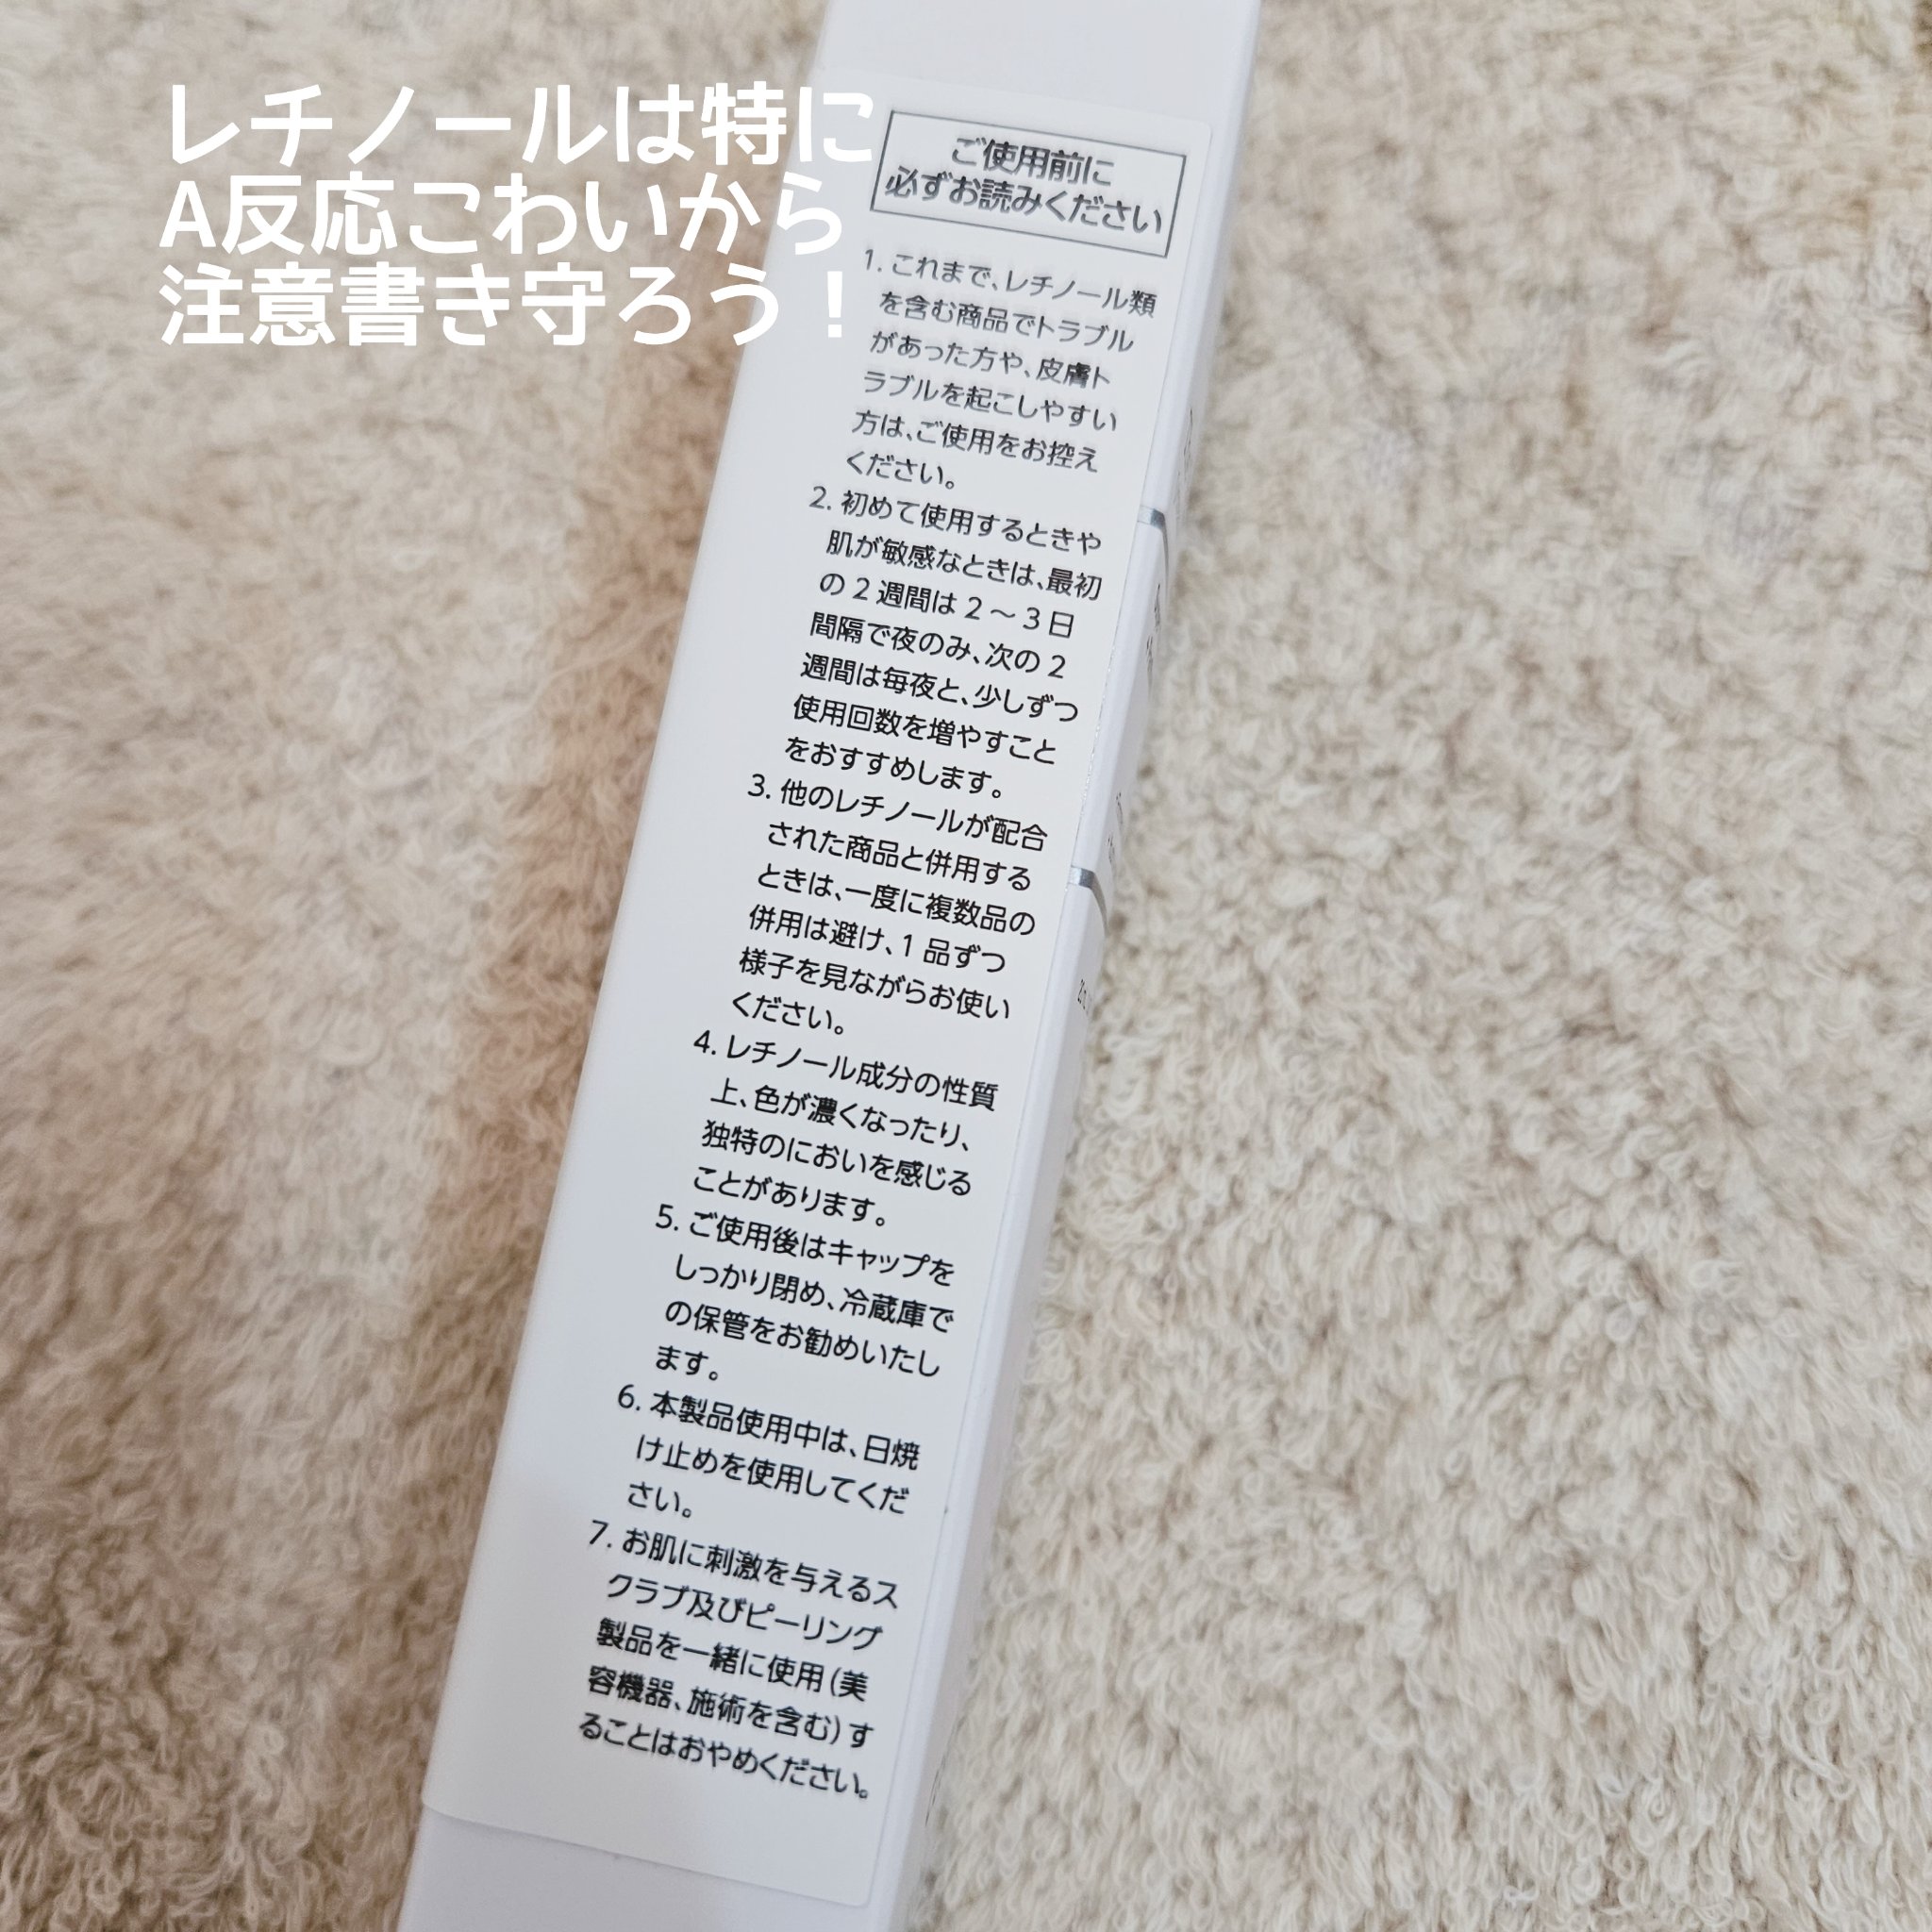 レチノールは特に
A反応こわいから
注意書き守ろう！
ご使用前に
必ずお読みください
1. これまで、レチノール類
を含む商品でトラブル
があった方や、皮膚ト
ラブルを起こしやすい
方は、ご使用をお控え
ください。
2. 初めて使用するときや
肌が敏感なときは、最初
の 2 週間は 2 ～ 3 日
間隔で夜のみ、次の 2
週間は毎夜と、少しずつ
使用回数を増やすこと
をおすすめします。
3. 他のレチノールが配合
された商品と併用する
ときは、一度に複数品の
併用は避け、1 品ずつ
様子を見ながらお使い
ください。
4. レチノール成分の性質
上、色が濃くなったり、
独特のにおいを感じる
ことがあります。
5. ご使用後はキャップを
しっかり閉め、冷蔵庫で
の保管をお勧めいたし
ます。
6. 本製品使用中は、日焼
け止めを使用してくだ
さい。
7. お肌に刺激を与えるス
クラブ及びピーリング
製品を一緒に使用(美
容機器、施術を含む)す
ることはおやめください。